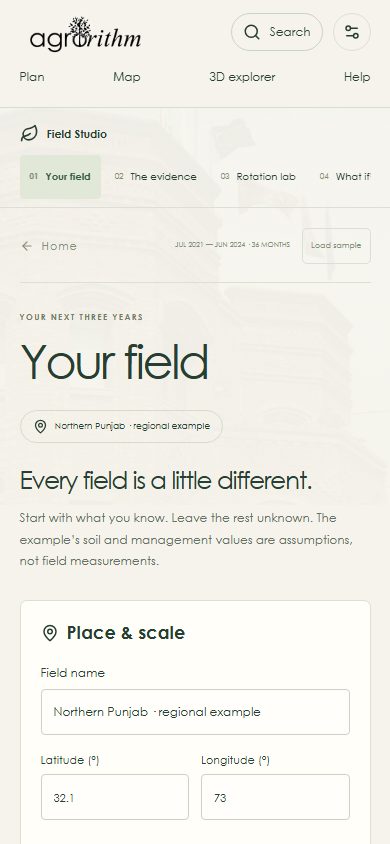 agrorithm
Search
Plan
Map
3D explorer
Help
Field Studio
01 Your field
02 The evidence
03 Rotation lab
04 What if
Home
JUL 2021 — JUN 2024 · 36 MONTHS
Load sample
YOUR NEXT THREE YEARS
Your field
Northern Punjab · regional example
Every field is a little different.
Start with what you know. Leave the rest unknown. The
example's soil and management values are assumptions,
not field measurements.
Place & scale
Field name
Northern Punjab · regional example
Latitude (°)
Longitude (°)
32.1
73